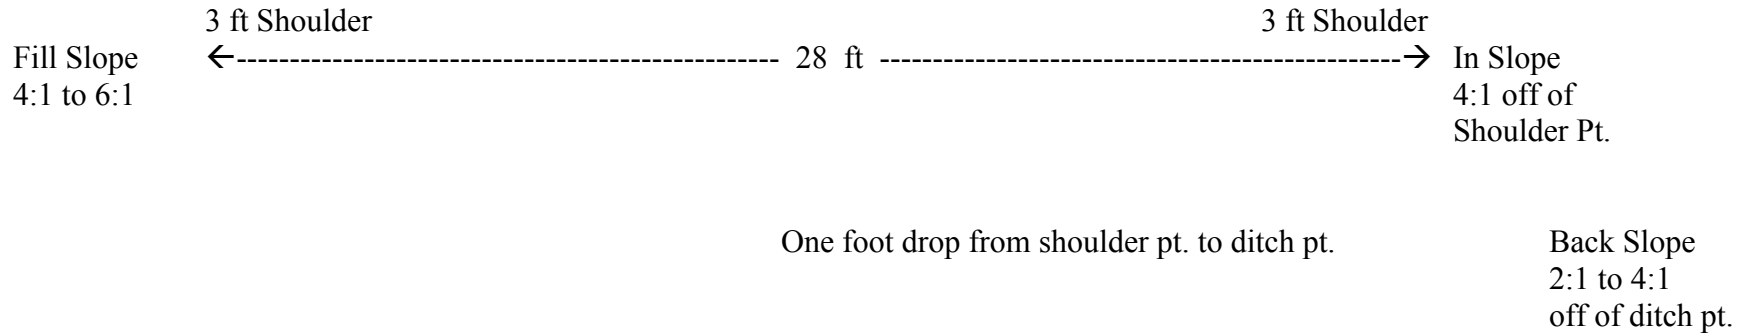 3 ft Shoulder 3 ft Shoulder
Fill Slope ←--------------------------------------------------- 28 ft -------------------------------------------------→ In Slope
4:1 to 6:1 4:1 off of
Shoulder Pt.
One foot drop from shoulder pt. to ditch pt. Back Slope
2:1 to 4:1
off of ditch pt.